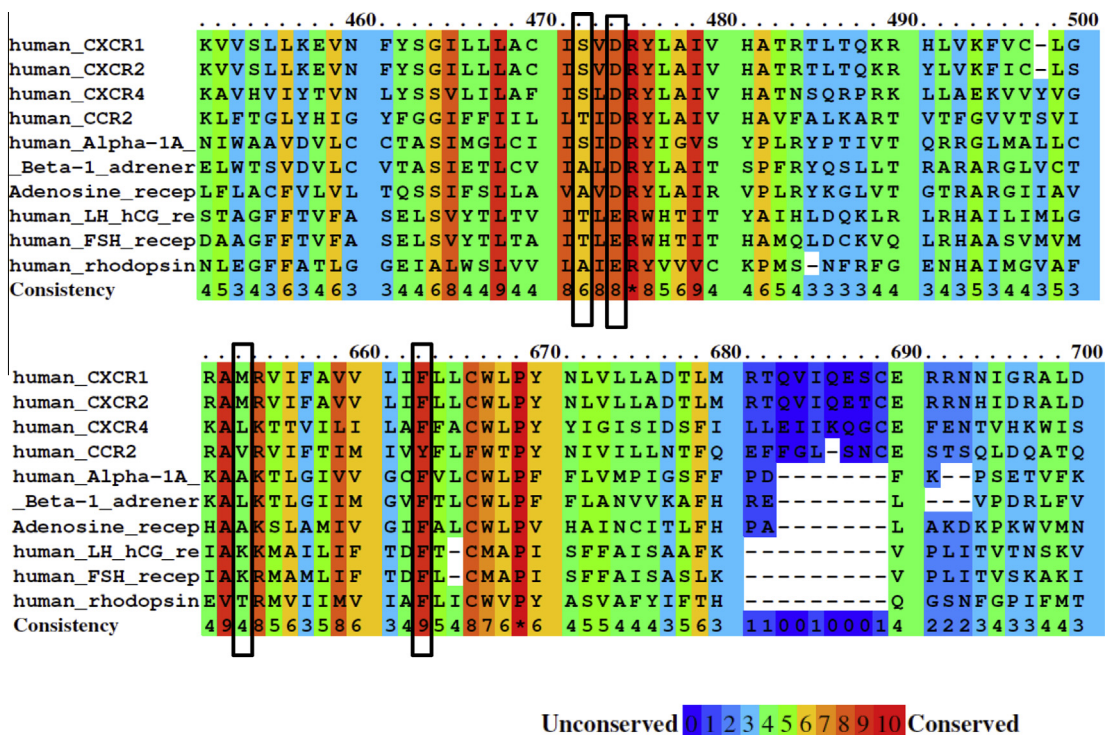 . . . . . . . . . 460 . . . . . . . . . 470 . . . . . . . . . 480 . . . . . . . . . 490 . . . . . . . . . 500
human_CXCR1 KVVSLLKEVN FYSGILLLAC ISVDRYLAIV HATRTLTQKR HLVKFVC-LG
human_CXCR2 KVVSLLKEVN FYSGILLLAC ISVDRYLAIV HATRTLTQKR YLVKFIC-LS
human_CXCR4 KAVHVIYTVN LYSSVLILAF ISLDRYLAIV HATNSQRPRK LLAEKVVYVG
human_CCR2 KLFTGLYHIG YFGGIFFIIL LTIDRYLAIV HAVFALKART VTFGVVTSVI
human_Alpha-1A_ NIWAAVDVLC CTASIMGLCI ISIDRYIGVS YPLRYPTIVT QRRGLMALLC
_Beta-1_adrener ELWTSVDVLC VTASIETLCV IALDRYLAIT SPFRYQSLLT RARARGLVCT
Adenosine_recep LFLACFVLVL TQSSIFSLLA VAVDRYLAIR VPLRYKGLVT GTRARGIIAV
human_LH_hCG_re STAGFFTVFA SELSVYTLTV ITLERWHTIT YAIHLDQKLR LRHAILIMLG
human_FSH_recep DAAGFFTVFA SELSVYTLTA ITLERWHTIT HAMQLDCKVQ LRHAASVMVM
human_rhodopsin NLEGFFATLG GEIALWSLVV LAIERYVVVC KPMS-NFRFG ENHAIMGVAF
Consistency 4534363463 3446844944 8688*85694 4654333344 3435344353
. . . . . . . . . 660 . . . . . . . . . 670 . . . . . . . . . 680 . . . . . . . . . 690 . . . . . . . . . 700
human_CXCR1 RAMRVIFAVV LIFLLCWLPY NLVLLADTLM RTQVIQESCE RRNNIGRALD
human_CXCR2 RAMRVIFAVV LIFLLCWLPY NLVLLADTLM RTQVIQETCE RRNHIDRALD
human_CXCR4 KALKTTVILI LAFFACWLPY YIGISIDSFI LLEIIKQGCE FENTVHKWIS
human_CCR2 RAVRVIFTIM IVYFLFWTPY NIVILLNTFQ EFFGL-SNCE STSQLDQATQ
human_Alpha-1A_ KAAKTLGIVV GCFVLCWLPF FLVMPIGSFF PD-------F K--PSETVFK
_Beta-1_adrener KALKTLGIIM GVFTLCWLPF FLANVVKAFH RE-------L ---VPDRLFV
Adenosine_recep HAAKSLAMIV GIFALCWLPV HAINCITLFH PA-------L AKDKPKWVMN
human_LH_hCG_re IAKKMAILIF TDFT-CMAPI SFFAISAAFK ---------V PLITVTNSKV
human_FSH_recep IAKRMAMLIF TDFL-CMAPI SFFAISASLK ---------V PLITVSKAKI
human_rhodopsin EVTRMVIIMV IAFLICWVPY ASVAFYIFTH ---------Q GSNFGPIFMT
Consistency 4948563586 34954876*6 4554443563 1100100014 2223433443
Unconserved 0 1 2 3 4 5 6 7 8 9 10 Conserved